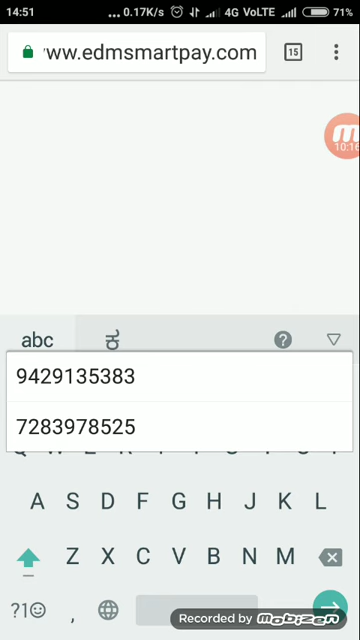 14:51 ... 0.17K/s 4G VoLTE 71%
ww.edmsmartpay.com 15
10:16
abc ಕ
9429135383
7283978525
A S D F G H J K L
Z X C V B N M
?1☺ ,
Recorded by Mobizen